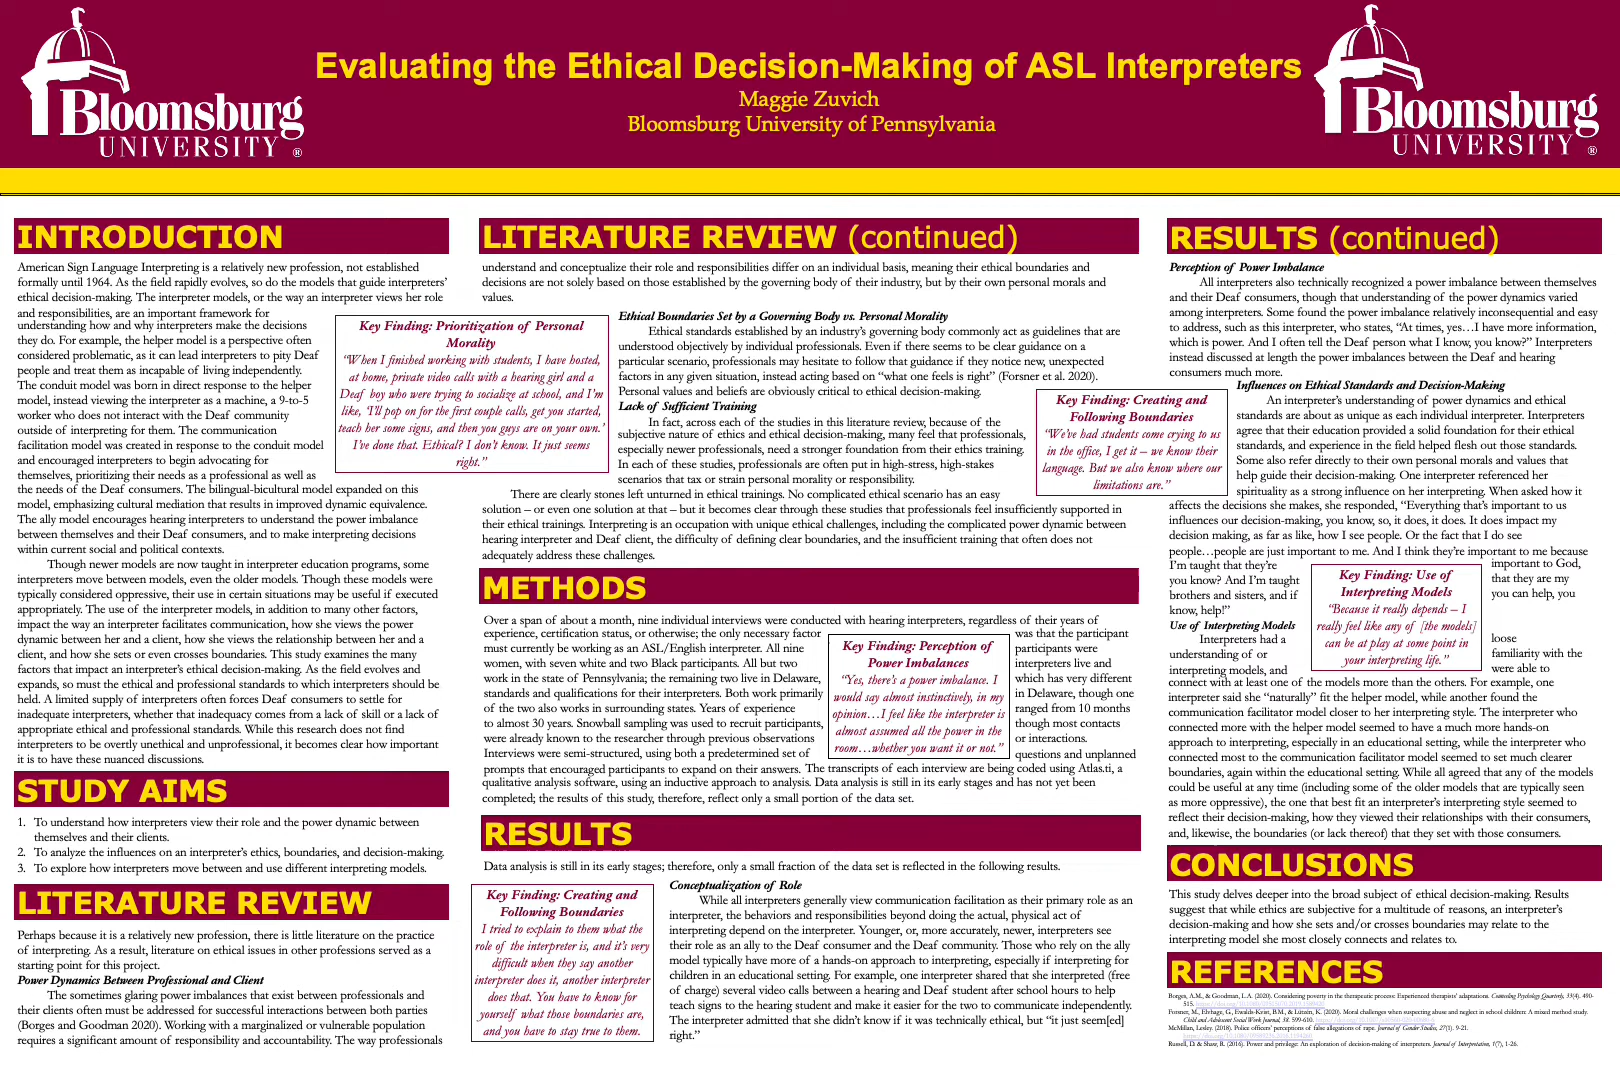 Bloomsburg
UNIVERSITY ®
Evaluating the Ethical Decision-Making of ASL Interpreters
Maggie Zuvich
Bloomsburg University of Pennsylvania
Bloomsburg
UNIVERSITY ®
INTRODUCTION
American Sign Language Interpreting is a relatively new profession, not established
formally until 1964. As the field rapidly evolves, so do the models that guide interpreters'
ethical decision-making. The interpreter models, or the way an interpreter views her role
and responsibilities, are an important framework for
understanding how and why interpreters make the decisions
they do. For example, the helper model is a perspective often
considered problematic, as it can lead interpreters to pity Deaf
people and treat them as incapable of living independently.
The conduit model was born in direct response to the helper
model, instead viewing the interpreter as a machine, a 9-to-5
worker who does not interact with the Deaf community
outside of interpreting for them. The communication
facilitation model was created in response to the conduit model
and encouraged interpreters to begin advocating for
themselves, prioritizing their needs as a professional as well as
the needs of the Deaf consumers. The bilingual-bicultural model expanded on this
model, emphasizing cultural mediation that results in improved dynamic equivalence.
The ally model encourages hearing interpreters to understand the power imbalance
between themselves and their Deaf consumers, and to make interpreting decisions
within current social and political contexts.
Though newer models are now taught in interpreter education programs, some
interpreters move between models, even the older models. Though these models were
typically considered oppressive, their use in certain situations may be useful if executed
appropriately. The use of the interpreter models, in addition to many other factors,
impact the way an interpreter facilitates communication, how she views the power
dynamic between her and a client, how she views the relationship between her and a
client, and how she sets or even crosses boundaries. This study examines the many
factors that impact an interpreter's ethical decision-making. As the field evolves and
expands, so must the ethical and professional standards to which interpreters should be
held. A limited supply of interpreters often forces Deaf consumers to settle for
inadequate interpreters, whether that inadequacy comes from a lack of skill or a lack of
appropriate ethical and professional standards. While this research does not find
interpreters to be overtly unethical and unprofessional, it becomes clear how important
it is to have these nuanced discussions.
STUDY AIMS
1. To understand how interpreters view their role and the power dynamic between
themselves and their clients.
2. To analyze the influences on an interpreter's ethics, boundaries, and decision-making.
3. To explore how interpreters move between and use different interpreting models.
LITERATURE REVIEW
Perhaps because it is a relatively new profession, there is little literature on the practice
of interpreting. As a result, literature on ethical issues in other professions served as a
starting point for this project.
Power Dynamics Between Professional and Client
The sometimes glaring power imbalances that exist between professionals and
their clients often must be addressed for successful interactions between both parties
(Borges and Goodman 2020). Working with a marginalized or vulnerable population
requires a significant amount of responsibility and accountability. The way professionals
Key Finding: Prioritization of Personal
Morality
“When I finished working with students, I have hosted,
at home, private video calls with a hearing girl and a
Deaf boy who were trying to socialize at school, and I'm
like, ‘I'll pop on for the first couple calls, get you started,
teach her some signs, and then you guys are on your own.’
I've done that. Ethical? I don't know. It just seems
right.”
LITERATURE REVIEW (continued)
understand and conceptualize their role and responsibilities differ on an individual basis, meaning their ethical boundaries and
decisions are not solely based on those established by the governing body of their industry, but by their own personal morals and
values.
Ethical Boundaries Set by a Governing Body vs. Personal Morality
Ethical standards established by an industry's governing body commonly act as guidelines that are
understood objectively by individual professionals. Even if there seems to be clear guidance on a
particular scenario, professionals may hesitate to follow that guidance if they notice new, unexpected
factors in any given situation, instead acting based on “what one feels is right” (Forsner et al. 2020).
Personal values and beliefs are obviously critical to ethical decision-making.
Lack of Sufficient Training
In fact, across each of the studies in this literature review, because of the
subjective nature of ethics and ethical decision-making, many feel that professionals,
especially newer professionals, need a stronger foundation from their ethics training.
In each of these studies, professionals are often put in high-stress, high-stakes
scenarios that tax or strain personal morality or responsibility.
There are clearly stones left unturned in ethical trainings. No complicated ethical scenario has an easy
solution – or even one solution at that – but it becomes clear through these studies that professionals feel insufficiently supported in
their ethical trainings. Interpreting is an occupation with unique ethical challenges, including the complicated power dynamic between
hearing interpreter and Deaf client, the difficulty of defining clear boundaries, and the insufficient training that often does not
adequately address these challenges.
Key Finding: Creating and
Following Boundaries
“We've had students come crying to us
in the office, I get it – we know their
language. But we also know where our
limitations are.”
METHODS
Over a span of about a month, nine individual interviews were conducted with hearing interpreters, regardless of their years of
experience, certification status, or otherwise; the only necessary factor was that the participant
must currently be working as an ASL/English interpreter. All nine participants were
women, with seven white and two Black participants. All but two interpreters live and
work in the state of Pennsylvania; the remaining two live in Delaware, which has very different
standards and qualifications for their interpreters. Both work primarily in Delaware, though one
of the two also works in surrounding states. Years of experience ranged from 10 months
to almost 30 years. Snowball sampling was used to recruit participants, though most contacts
were already known to the researcher through previous observations or interactions.
Interviews were semi-structured, using both a predetermined set of questions and unplanned
prompts that encouraged participants to expand on their answers. The transcripts of each interview are being coded using Atlas.ti, a
qualitative analysis software, using an inductive approach to analysis. Data analysis is still in its early stages and has not yet been
completed; the results of this study, therefore, reflect only a small portion of the data set.
Key Finding: Perception of
Power Imbalances
“Yes, there's a power imbalance. I
would say almost instinctively, in my
opinion…I feel like the interpreter is
almost assumed all the power in the
room…whether you want it or not.”
RESULTS
Data analysis is still in its early stages; therefore, only a small fraction of the data set is reflected in the following results.
Key Finding: Creating and
Following Boundaries
I tried to explain to them what the
role of the interpreter is, and it's very
difficult when they say another
interpreter does it, another interpreter
does that. You have to know for
yourself what those boundaries are,
and you have to stay true to them.
Conceptualization of Role
While all interpreters generally view communication facilitation as their primary role as an
interpreter, the behaviors and responsibilities beyond doing the actual, physical act of
interpreting depend on the interpreter. Younger, or, more accurately, newer, interpreters see
their role as an ally to the Deaf consumer and the Deaf community. Those who rely on the ally
model typically have more of a hands-on approach to interpreting, especially if interpreting for
children in an educational setting. For example, one interpreter shared that she interpreted (free
of charge) several video calls between a hearing and Deaf student after school hours to help
teach signs to the hearing student and make it easier for the two to communicate independently.
The interpreter admitted that she didn't know if it was technically ethical, but “it just seem[ed]
right.”
RESULTS (continued)
Perception of Power Imbalance
All interpreters also technically recognized a power imbalance between themselves
and their Deaf consumers, though that understanding of the power dynamics varied
among interpreters. Some found the power imbalance relatively inconsequential and easy
to address, such as this interpreter, who states, “At times, yes…I have more information,
which is power. And I often tell the Deaf person what I know, you know?” Interpreters
instead discussed at length the power imbalances between the Deaf and hearing
consumers much more.
Influences on Ethical Standards and Decision-Making
An interpreter's understanding of power dynamics and ethical
standards are about as unique as each individual interpreter. Interpreters
agree that their education provided a solid foundation for their ethical
standards, and experience in the field helped flesh out those standards.
Some also refer directly to their own personal morals and values that
help guide their decision-making. One interpreter referenced her
spirituality as a strong influence on her interpreting. When asked how it
affects the decisions she makes, she responded, “Everything that's important to us
influences our decision-making, you know, so, it does, it does. It does impact my
decision making, as far as like, how I see people. Or the fact that I do see
people…people are just important to me. And I think they're important to me because
I'm taught that they're important to God,
you know? And I'm taught that they are my
brothers and sisters, and if you can help, you
know, help!”
Use of Interpreting Models
Interpreters had a loose
understanding of or familiarity with the
interpreting models, and were able to
connect with at least one of the models more than the others. For example, one
interpreter said she “naturally” fit the helper model, while another found the
communication facilitator model closer to her interpreting style. The interpreter who
connected more with the helper model seemed to have a much more hands-on
approach to interpreting, especially in an educational setting, while the interpreter who
connected most to the communication facilitator model seemed to set much clearer
boundaries, again within the educational setting. While all agreed that any of the models
could be useful at any time (including some of the older models that are typically seen
as more oppressive), the one that best fit an interpreter's interpreting style seemed to
reflect their decision-making, how they viewed their relationships with their consumers,
and, likewise, the boundaries (or lack thereof) that they set with those consumers.
Key Finding: Use of
Interpreting Models
“Because it really depends – I
really feel like any of [the models]
can be at play at some point in
your interpreting life.”
CONCLUSIONS
This study delves deeper into the broad subject of ethical decision-making. Results
suggest that while ethics are subjective for a multitude of reasons, an interpreter's
decision-making and how she sets and/or crosses boundaries may relate to the
interpreting model she most closely connects and relates to.
REFERENCES
Borges, A.M., & Goodman, L.A. (2020). Considering poverty in the therapeutic process: Experienced therapists' adaptations. Counseling Psychology Quarterly, 33(4). 490-
515.
Forsner, M., Elvhage, G., Ewalds-Kvist, B.M., & Lützén, K. (2020). Moral challenges when suspecting abuse and neglect in school children: A mixed method study.
Child and Adolescent Social Work Journal, 38. 599-610.
McMillan, Lesley. (2018). Police officers' perceptions of false allegations of rape. Journal of Gender Studies, 27(1). 9-21.
Russell, D. & Shaw, R. (2016). Power and privilege: An exploration of decision-making of interpreters. Journal of Interpretation, 1(7), 1-26.